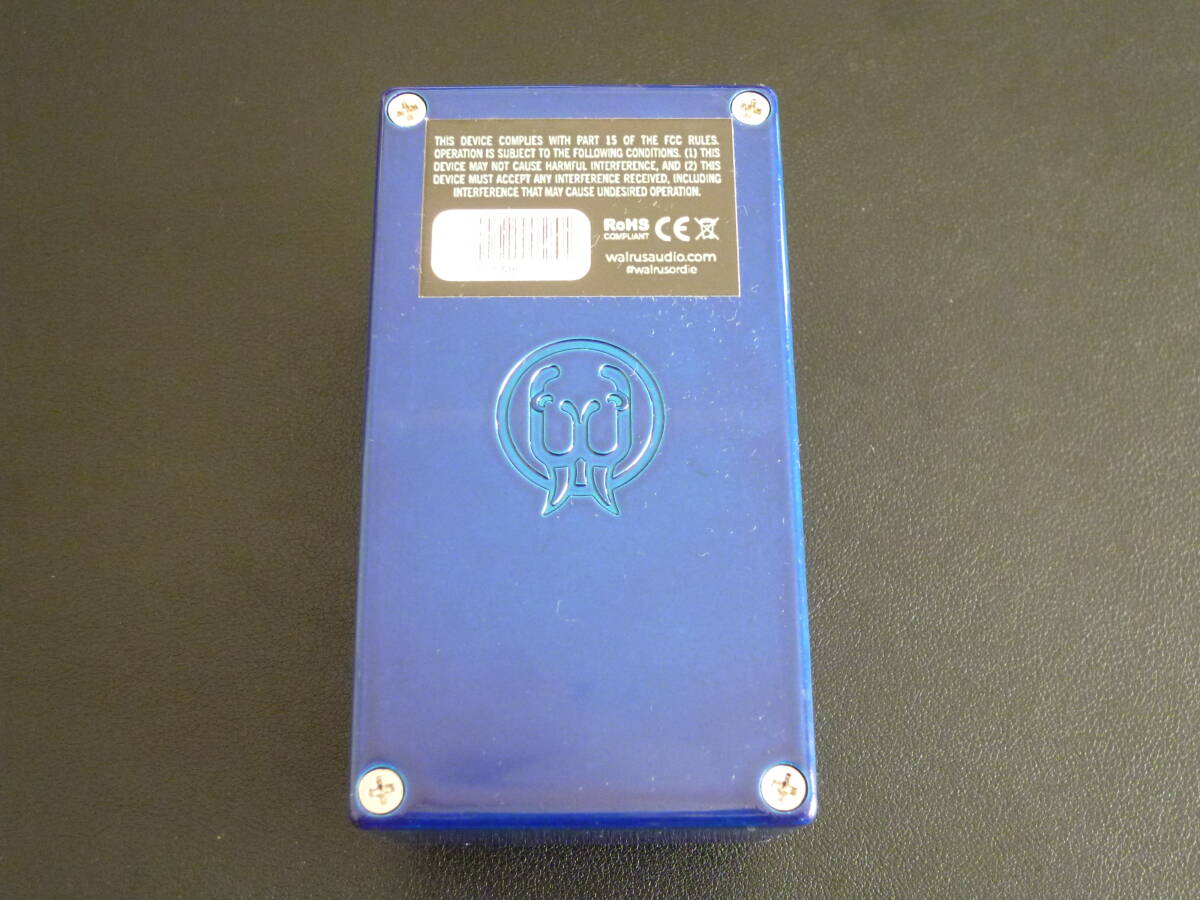 THIS DEVICE COMPLIES WITH PART 15 OF THE FCC RULES.
OPERATION IS SUBJECT TO THE FOLLOWING CONDITIONS. (1) THIS
DEVICE MAY NOT CAUSE HARMFUL INTERFERENCE, AND (2) THIS
DEVICE MUST ACCEPT ANY INTERFERENCE RECEIVED, INCLUDING
INTERFERENCE THAT MAY CAUSE UNDESIRED OPERATION.
RoHS
COMPLIANT
CE
walrusaudio.com
#walrusordie